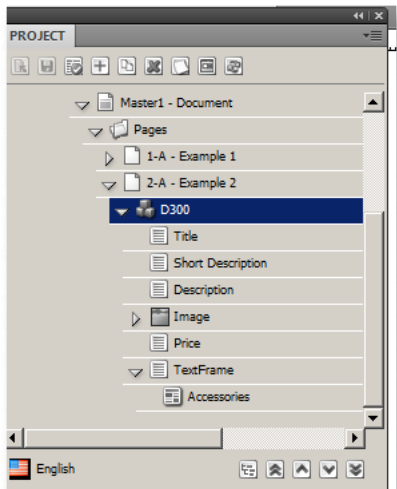 PROJECT
Master1 - Document
Pages
1-A - Example 1
2-A - Example 2
D300
Title
Short Description
Description
Image
Price
TextFrame
Accessories
English